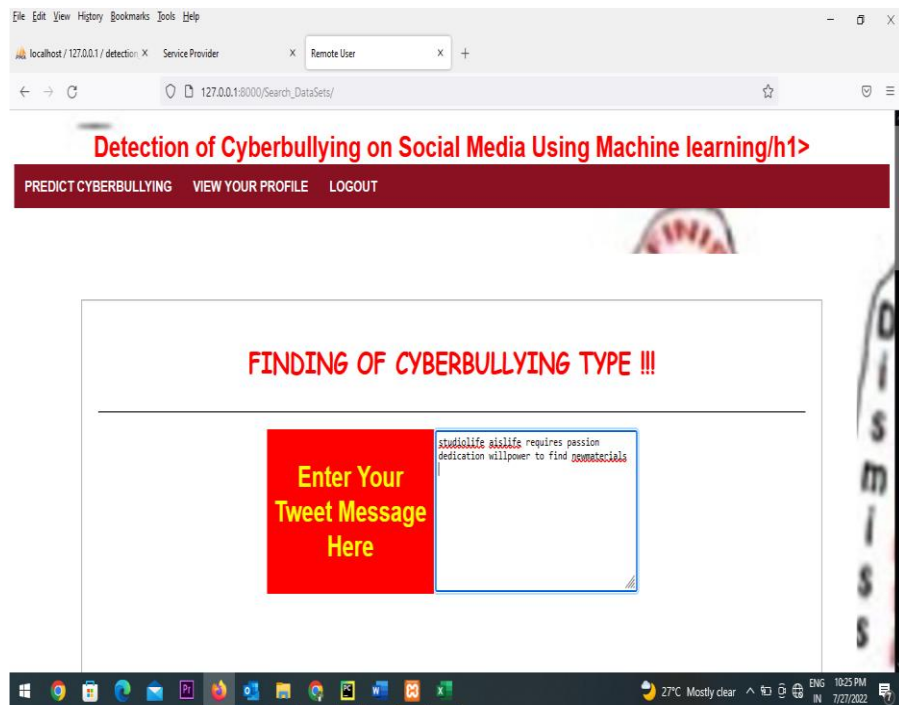 File Edit View History Bookmarks Tools Help
localhost / 127.0.0.1 / detection Service Provider Remote User
127.0.0.1:8000/Search_DataSets/
Detection of Cyberbullying on Social Media Using Machine learning/h1>
PREDICT CYBERBULLYING VIEW YOUR PROFILE LOGOUT
FINDING OF CYBERBULLYING TYPE !!!
Enter Your
Tweet Message
Here
studiolife aislife requires passion
dedication willpower to find newmaterials
Dismiss
27°C Mostly clear
ENG 10:25 PM
IN 7/27/2022